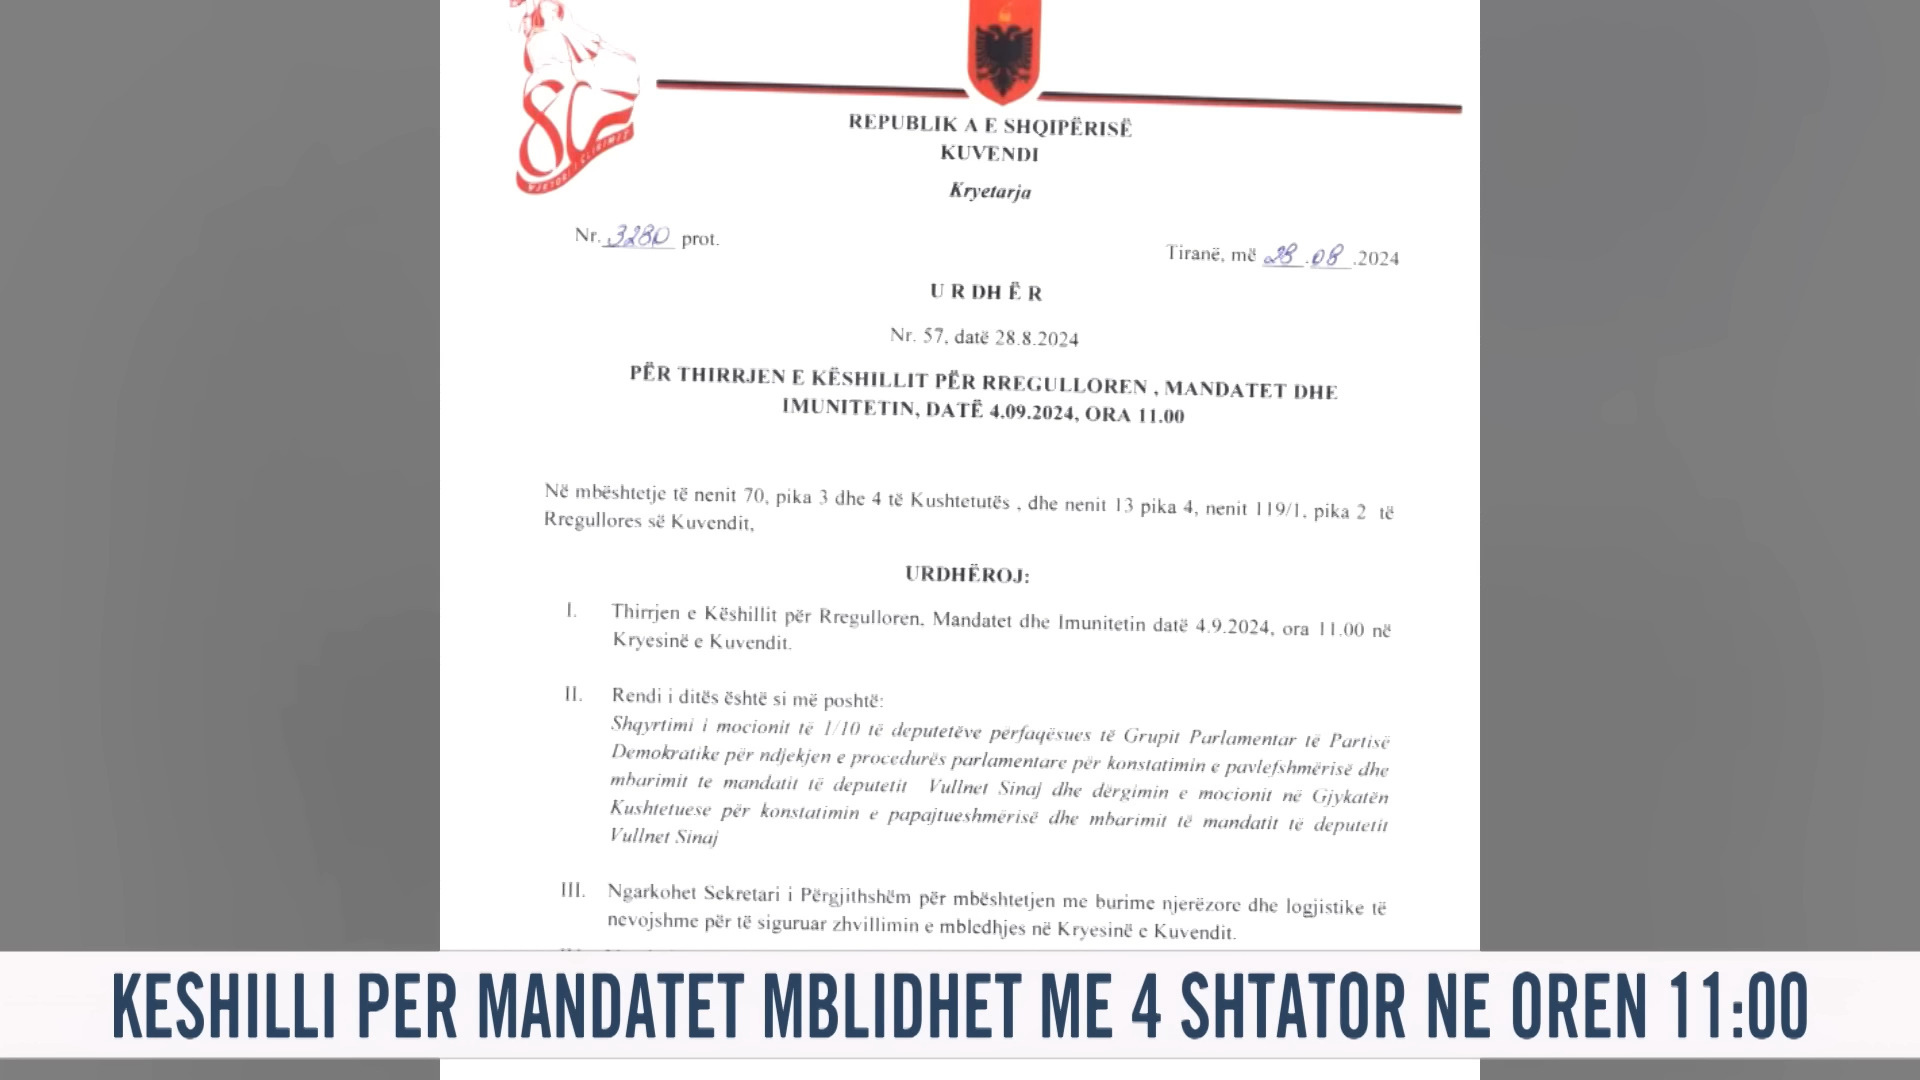 80
REPUBLIK A E SHQIPËRISË
KUVENDI
Kryetarja
Nr. 3280 prot.
Tiranë, më 28.08.2024
U R DH Ë R
Nr. 57, datë 28.8.2024
PËR THIRRJEN E KËSHILLIT PËR RREGULLOREN , MANDATET DHE
IMUNITETIN, DATË 4.09.2024, ORA 11.00
Në mbështetje të nenit 70, pika 3 dhe 4 të Kushtetutës , dhe nenit 13 pika 4, nenit 119/1, pika 2 të
Rregullores së Kuvendit,
URDHËROJ:
I. Thirrjen e Këshillit për Rregulloren, Mandatet dhe Imunitetin datë 4.9.2024, ora 11.00 në
Kryesinë e Kuvendit.
II. Rendi i ditës është si më poshtë:
Shqyrtimi i mocionit të 1/10 të deputetëve përfaqësues të Grupit Parlamentar të Partisë
Demokratike për ndjekjen e procedurës parlamentare për konstatimin e pavlefshmërisë dhe
mbarimit te mandatit të deputetit Vullnet Sinaj dhe dërgimin e mocionit në Gjykatën
Kushtetuese për konstatimin e papajtueshmërisë dhe mbarimit të mandatit të deputetit
Vullnet Sinaj
III. Ngarkohet Sekretari i Përgjithshëm për mbështetjen me burime njerëzore dhe logjistike të
nevojshme për të siguruar zhvillimin e mbledhjes në Kryesinë e Kuvendit.
KESHILLI PER MANDATET MBLIDHET ME 4 SHTATOR NE OREN 11:00